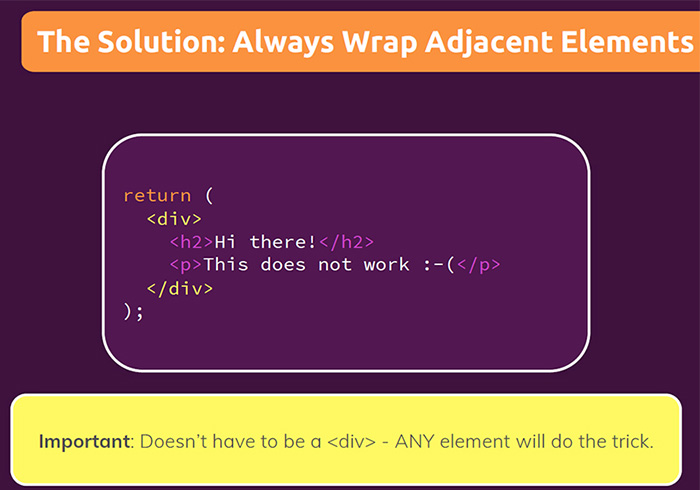 The Solution: Always Wrap Adjacent Elements
return (
<div>
<h2>Hi there!</h2>
<p>This does not work :-(</p>
</div>
);
Important: Doesn't have to be a <div> - ANY element will do the trick.